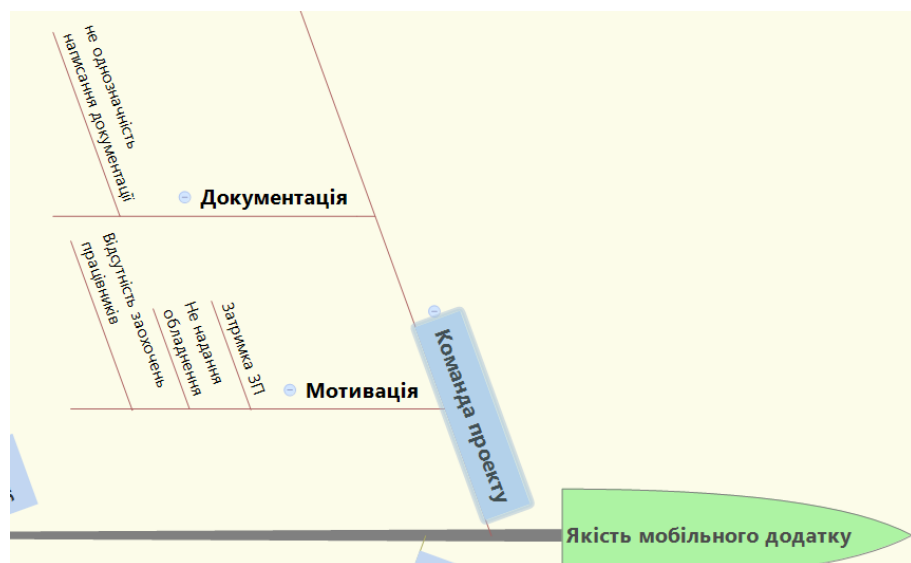 не однозначність
написання документації
Документація
Відсутність заохочень
працівників
Не надання
обладнення
Затримка ЗП
Мотивація
Команда проекту
Якість мобільного додатку